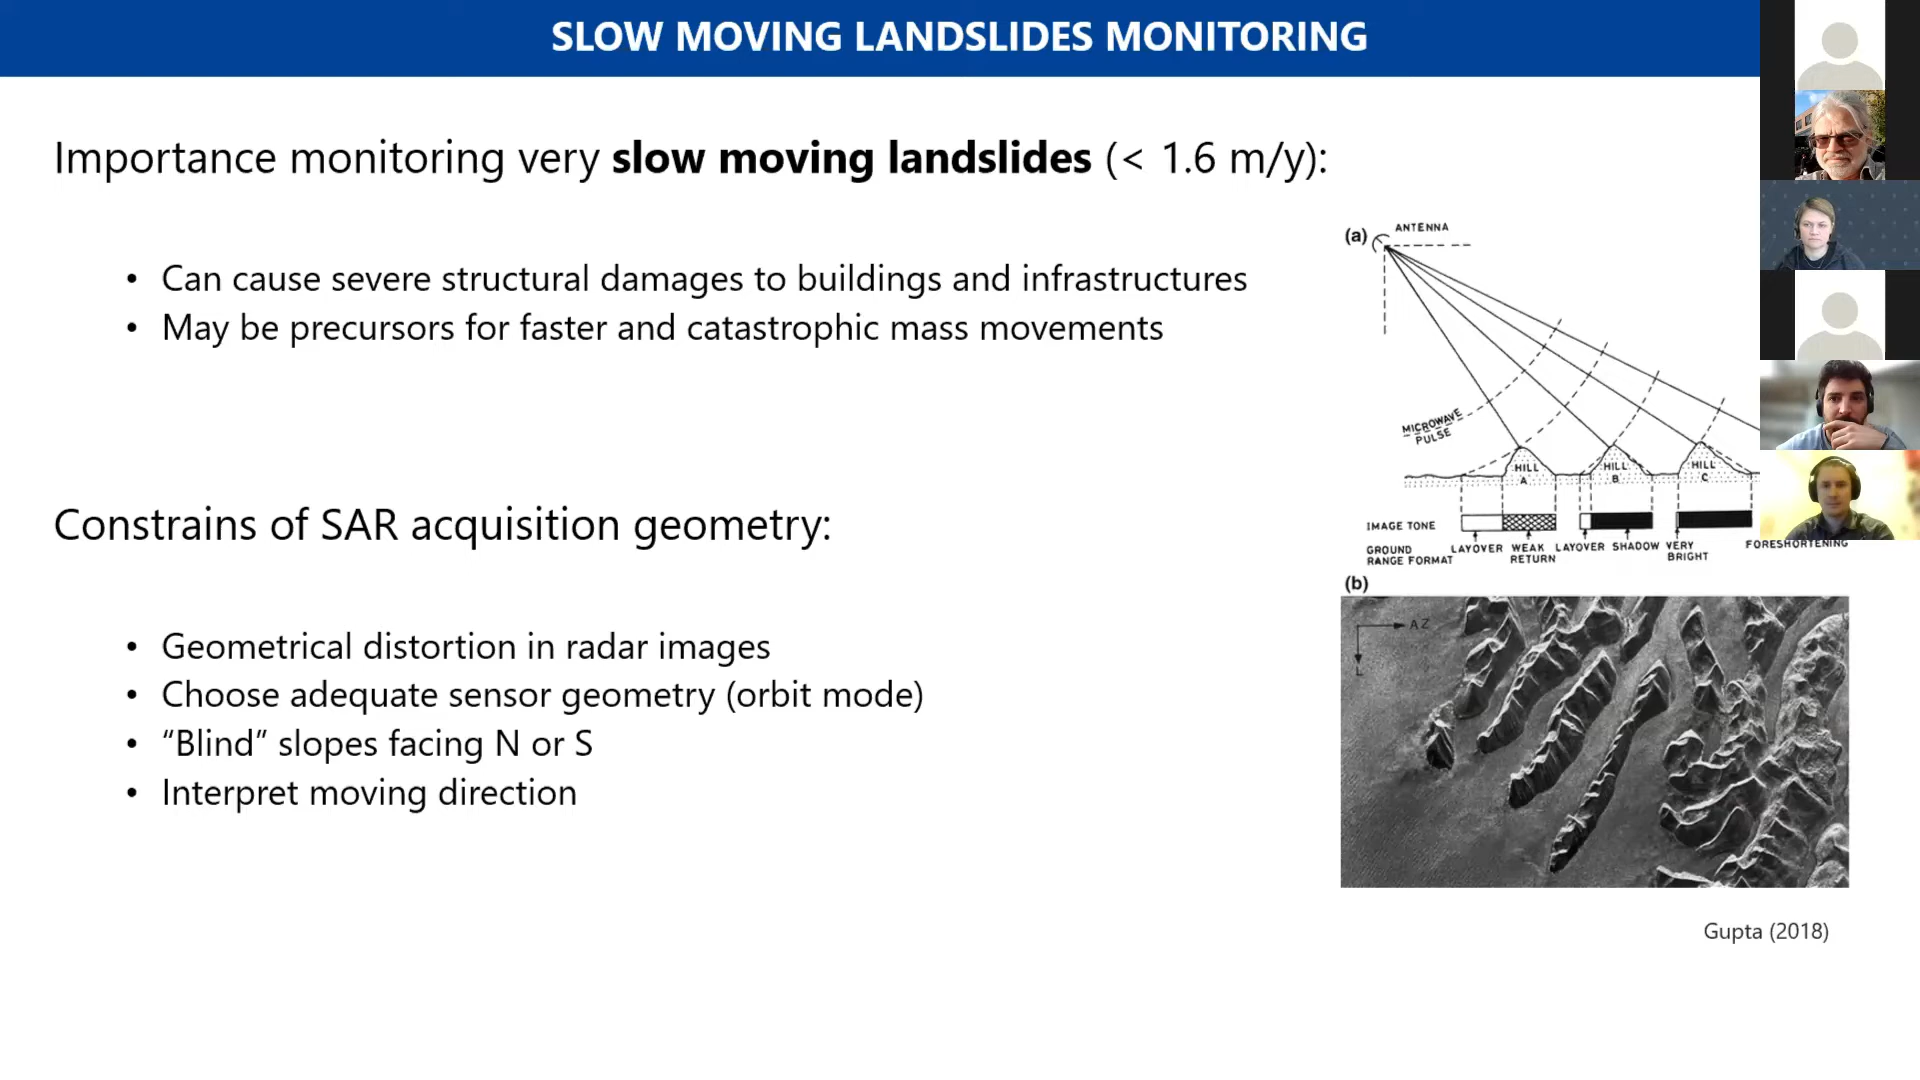 SLOW MOVING LANDSLIDES MONITORING
Importance monitoring very slow moving landslides (< 1.6 m/y):
• Can cause severe structural damages to buildings and infrastructures
• May be precursors for faster and catastrophic mass movements
Constrains of SAR acquisition geometry:
• Geometrical distortion in radar images
• Choose adequate sensor geometry (orbit mode)
• “Blind” slopes facing N or S
• Interpret moving direction
(a)
ANTENNA
MICROWAVE
PULSE
HILL
A
HILL
B
HILL
C
IMAGE TONE
GROUND
RANGE FORMAT
LAYOVER
WEAK
RETURN
LAYOVER
SHADOW
VERY
BRIGHT
FORESHORTENING
(b)
AZ
L
Gupta (2018)